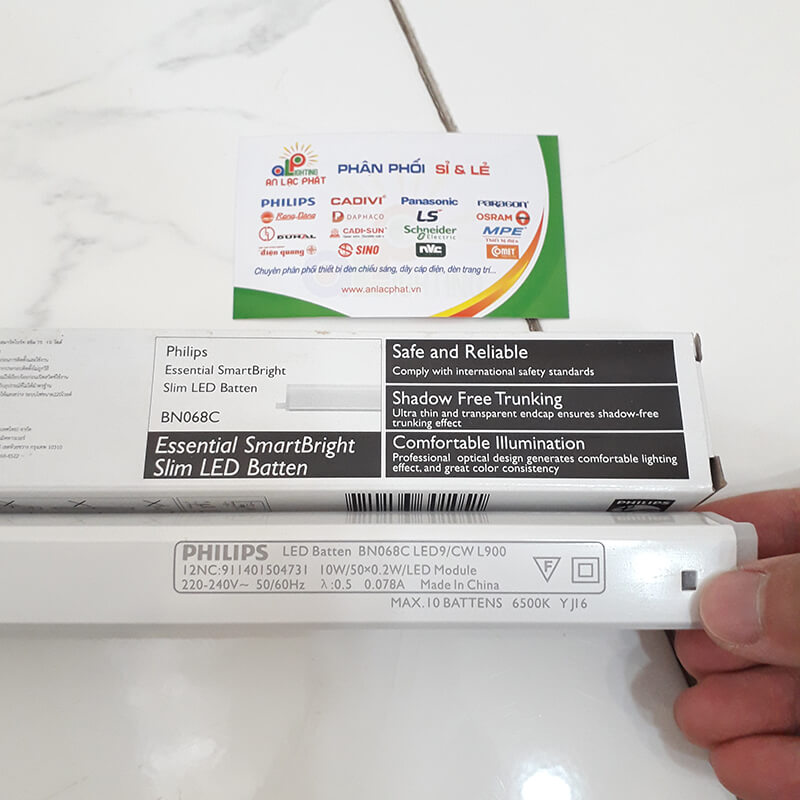 ALP
LIGHTING
AN LẠC PHÁT
PHÂN PHỐI SỈ & LẺ
PHILIPS CADIVI Panasonic PARAGON
Rạng Đông DAPHACO LS OSRAM
DUHAL CADI-SUN Schneider Electric MPE
điện quang SINO nvc COMET
Chuyên phân phối thiết bị đèn chiếu sáng, dây cáp điện, đèn trang trí...
www.anlacphat.vn
Philips
Essential SmartBright
Slim LED Batten
BN068C
Essential SmartBright
Slim LED Batten
Safe and Reliable
Comply with international safety standards
Shadow Free Trunking
Ultra thin and transparent endcap ensures shadow-free
trunking effect
Comfortable Illumination
Professional optical design generates comfortable lighting
effect, and great color consistency
PHILIPS
PHILIPS LED Batten BN068C LED9/CW L900
12NC:911401504731 10W/50×0.2W/LED Module
220-240V~ 50/60Hz λ:0.5 0.078A Made In China
F
MAX.10 BATTENS 6500K YJ16